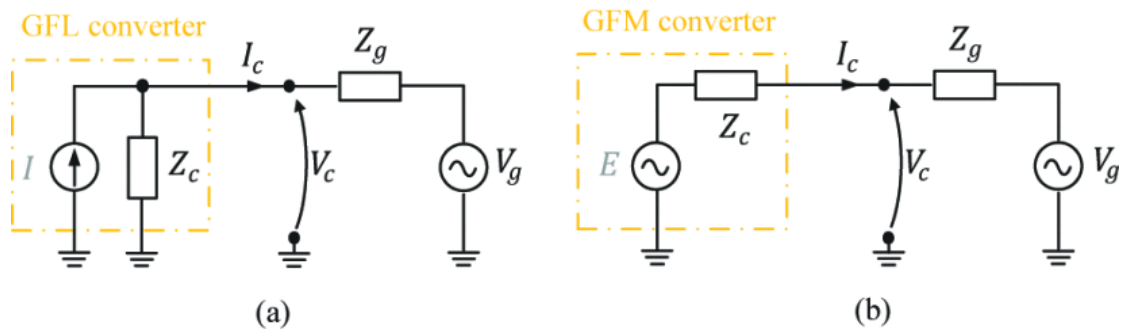 GFL converter
I_c
Z_g
I
Z_c
V_c
V_g
(a)
GFM converter
I_c
Z_g
Z_c
E
V_c
V_g
(b)